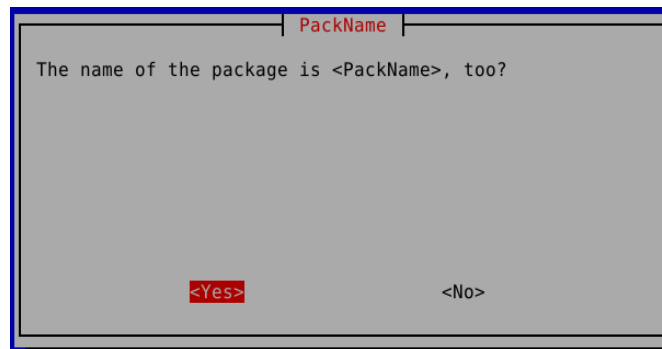 PackName
The name of the package is <PackName>, too?
<Yes> <No>